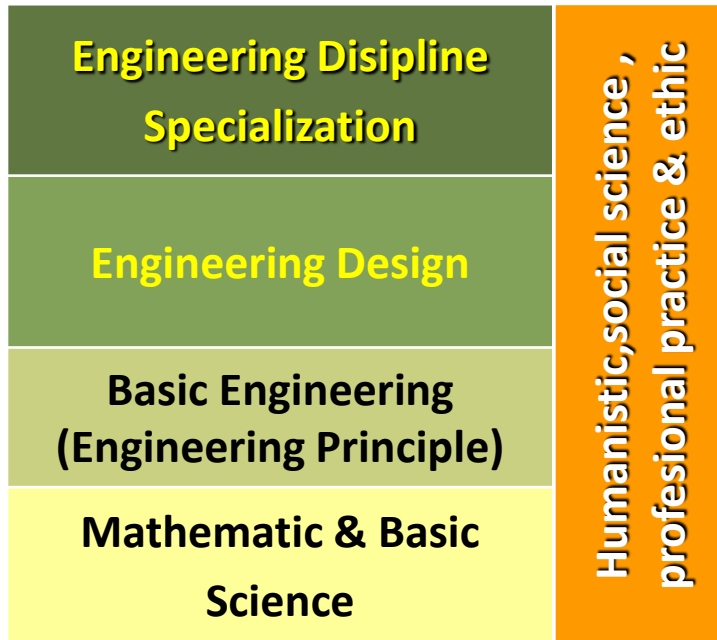 Engineering Disipline
Specialization
Engineering Design
Basic Engineering
(Engineering Principle)
Mathematic & Basic
Science
Humanistic,social science ,
profesional practice & ethic